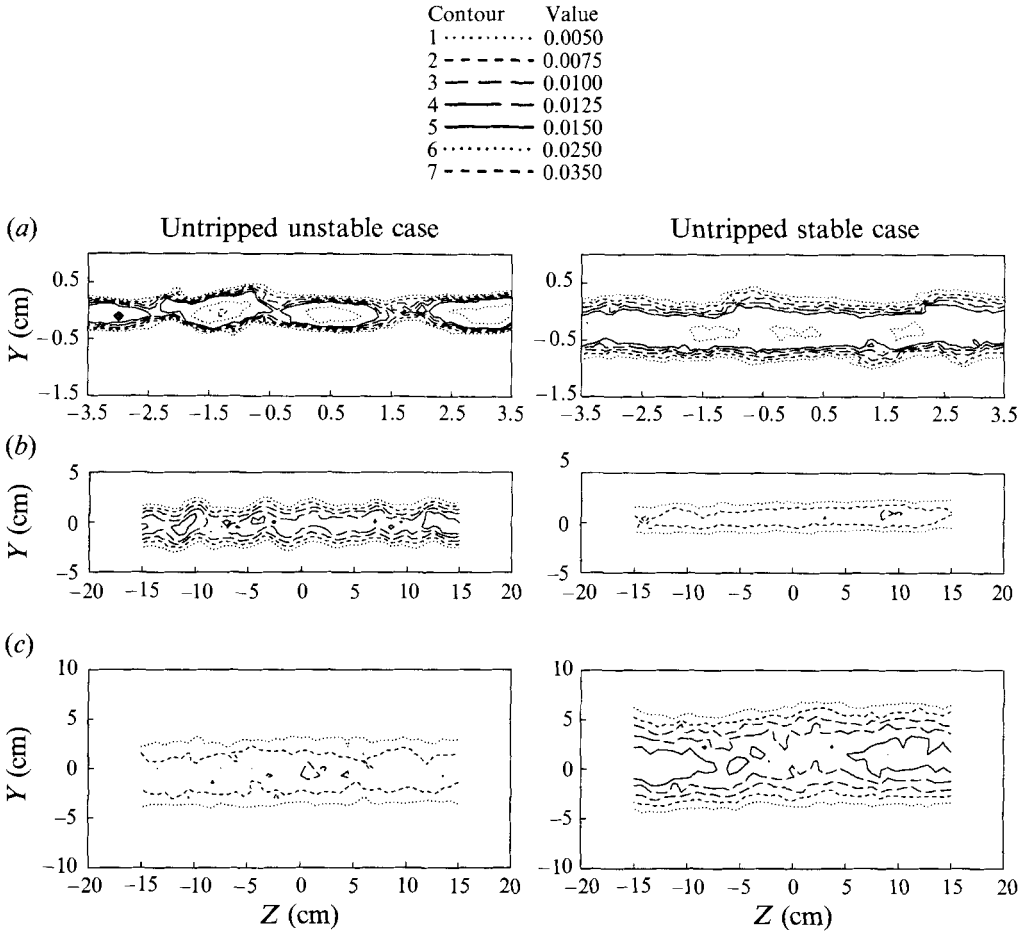 Contour Value
1 0.0050
2 0.0075
3 0.0100
4 0.0125
5 0.0150
6 0.0250
7 0.0350
(a) Untripped unstable case Untripped stable case
Y (cm) 0.5 −0.5 −1.5 0.5 −0.5 −1.5
−3.5 −2.5 −1.5 −0.5 0.5 1.5 2.5 3.5 −3.5 −2.5 −1.5 −0.5 0.5 1.5 2.5 3.5
(b)
Y (cm) 5 0 −5 5 0 −5
−20 −15 −10 −5 0 5 10 15 20 −20 −15 −10 −5 0 5 10 15 20
(c)
Y (cm) 10 5 0 −5 −10 10 5 0 −5 −10
−20 −15 −10 −5 0 5 10 15 20 −20 −15 −10 −5 0 5 10 15 20
Z (cm) Z (cm)